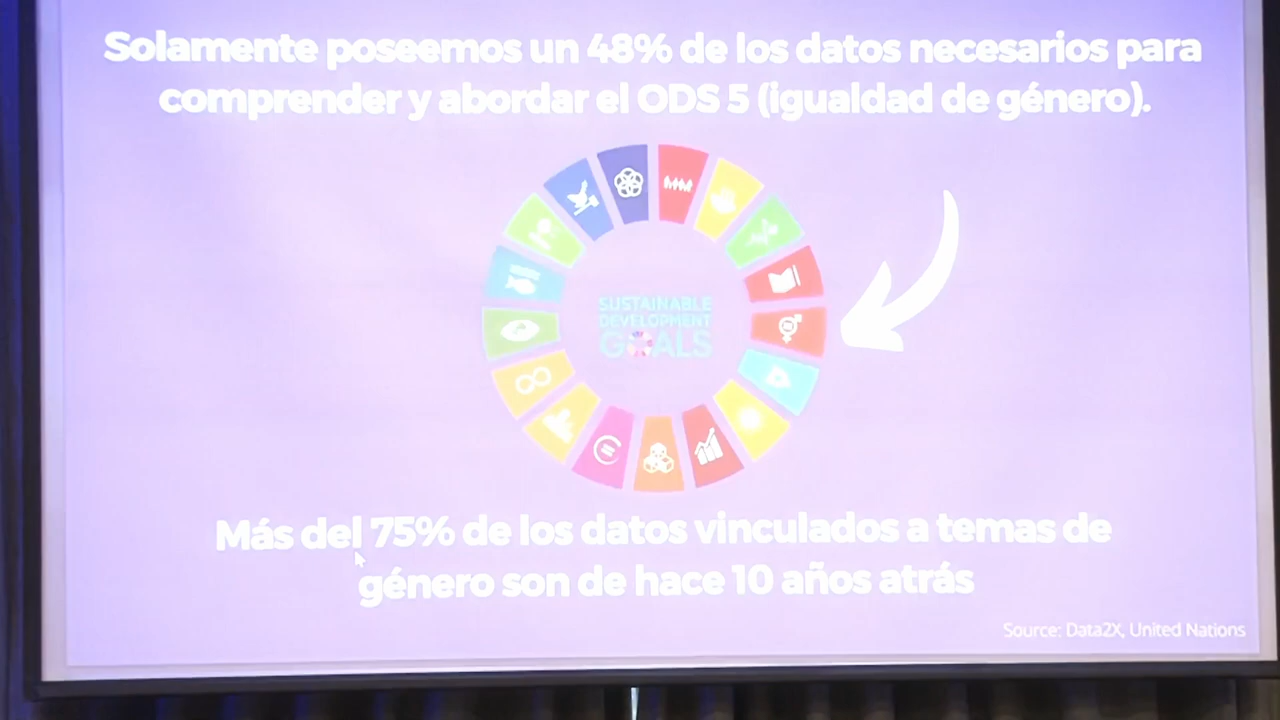 Solamente poseemos un 48% de los datos necesarios para
comprender y abordar el ODS 5 (igualdad de género).
SUSTAINABLE
DEVELOPMENT
GOALS
Más del 75% de los datos vinculados a temas de
género son de hace 10 años atrás
Source: Data2X, United Nations